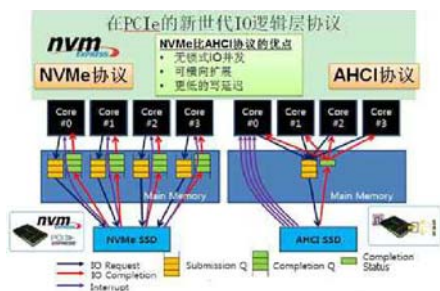 在PCIe的新世代IO逻辑层协议
nvm
EXPRESS
NVMe比AHCI协议的优点
• 无锁式IO并发
• 可横向扩展
• 更低的写延迟
NVMe协议
AHCI协议
Core #0
Core #1
Core #2
Core #3
Core #0
Core #1
Core #2
Core #3
Main Memory
Main Memory
nvm
NVMe SSD
AHCI SSD
IO Request
IO Completion
Interrupt
Submission Q
Completion Q
Completion Status